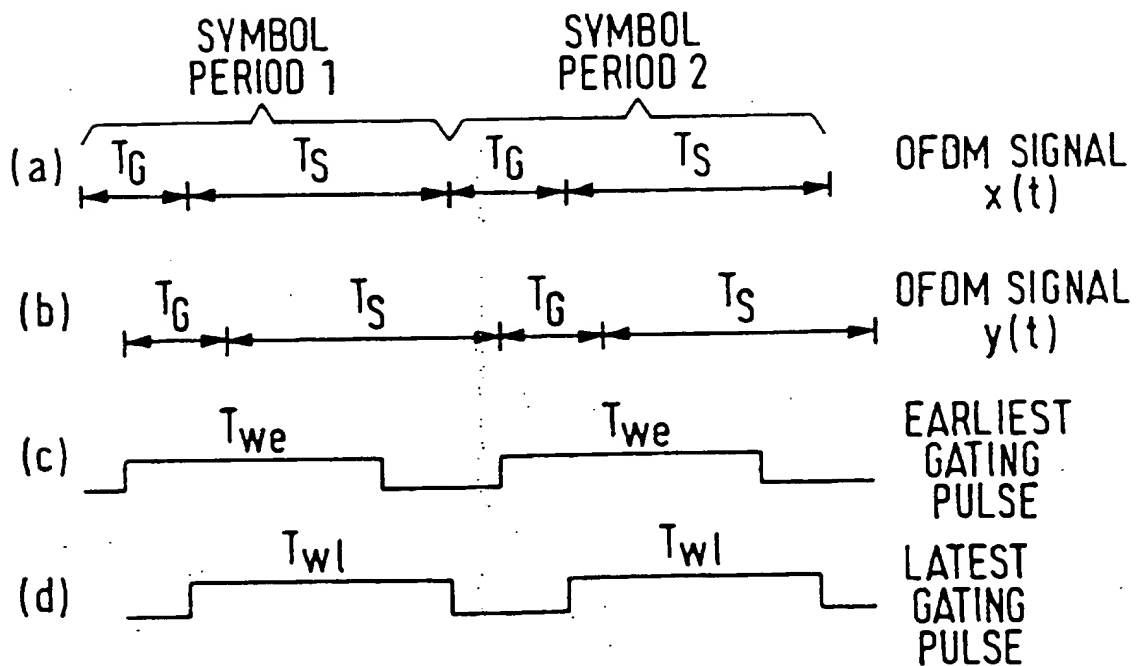 SYMBOL PERIOD 1
SYMBOL PERIOD 2
(a) TG TS TG TS OFDM SIGNAL x(t)
(b) TG TS TG TS OFDM SIGNAL y(t)
(c) Twe Twe EARLIEST GATING PULSE
(d) Twl Twl LATEST GATING PULSE